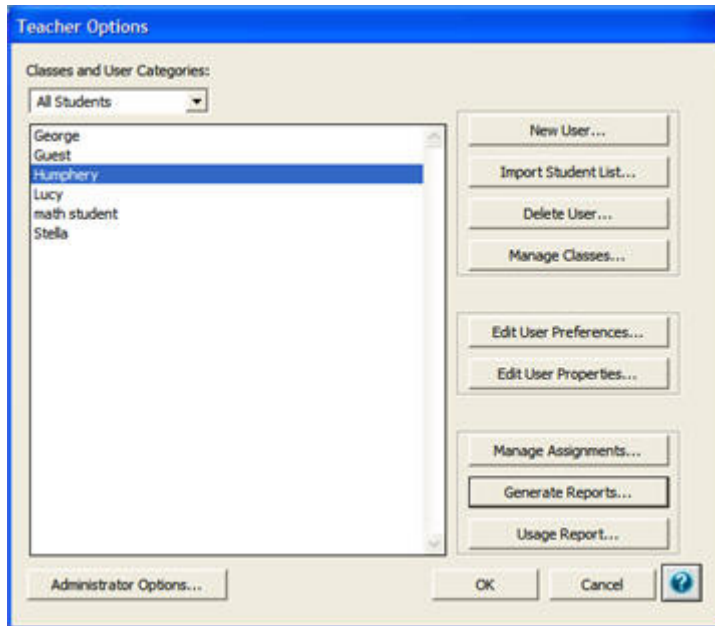 Teacher Options
Classes and User Categories:
All Students
George
Guest
Humphery
Lucy
math student
Stella
New User...
Import Student List...
Delete User...
Manage Classes...
Edit User Preferences...
Edit User Properties...
Manage Assignments...
Generate Reports...
Usage Report...
Administrator Options...
OK
Cancel
?